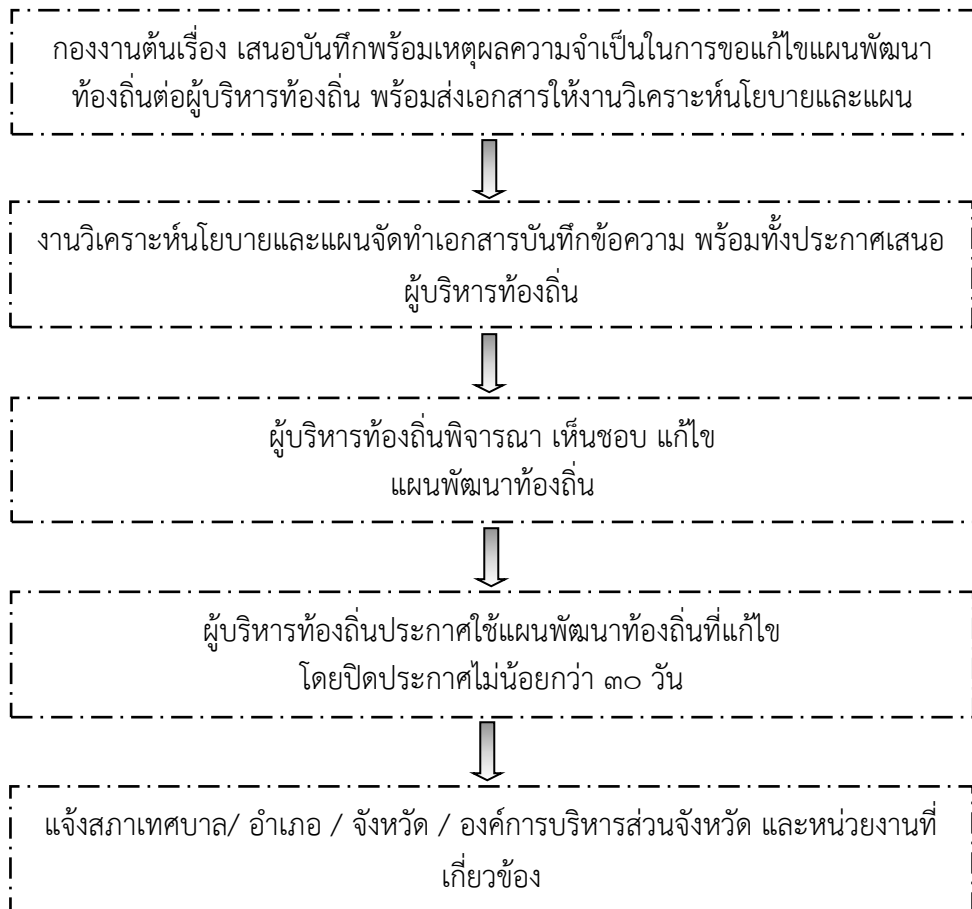 กองงานต้นเรื่อง เสนอบันทึกพร้อมเหตุผลความจำเป็นในการขอแก้ไขแผนพัฒนา
ท้องถิ่นต่อผู้บริหารท้องถิ่น พร้อมส่งเอกสารให้งานวิเคราะห์นโยบายและแผน
งานวิเคราะห์นโยบายและแผนจัดทำเอกสารบันทึกข้อความ พร้อมทั้งประกาศเสนอ
ผู้บริหารท้องถิ่น
ผู้บริหารท้องถิ่นพิจารณา เห็นชอบ แก้ไข
แผนพัฒนาท้องถิ่น
ผู้บริหารท้องถิ่นประกาศใช้แผนพัฒนาท้องถิ่นที่แก้ไข
โดยปิดประกาศไม่น้อยกว่า ๓๐ วัน
แจ้งสภาเทศบาล/ อำเภอ / จังหวัด / องค์การบริหารส่วนจังหวัด และหน่วยงานที่
เกี่ยวข้อง